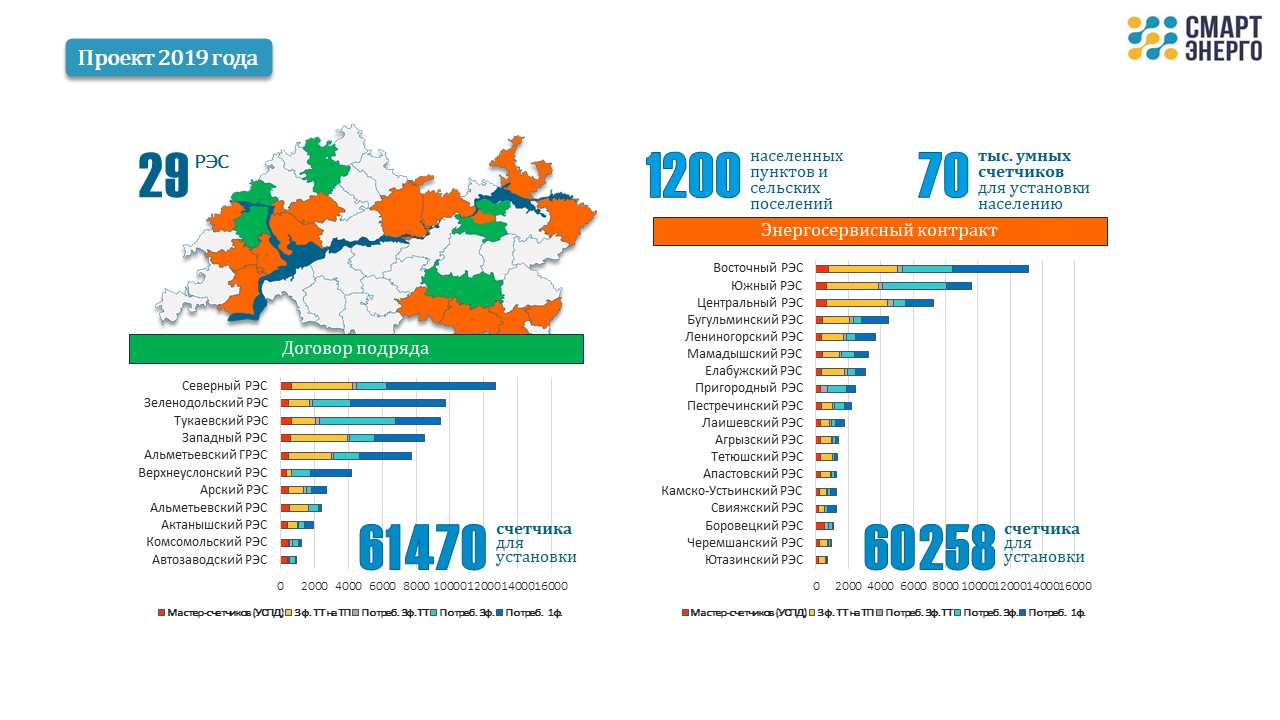 СМАРТ
ЭНЕРГО
Проект 2019 года
29 РЭС
1200
населенных
пунктов и
сельских
поселений
70
тыс. умных
счетчиков
для установки
населению
Договор подряда
Северный РЭС
Зеленодольский РЭС
Тукаевский РЭС
Западный РЭС
Альметьевский ГРЭС
Верхнеуслонский РЭС
Арский РЭС
Альметьевский РЭС
Актанышский РЭС
Комсомольский РЭС
Автозаводский РЭС
61470
счетчика
для
установки
0 2000 4000 6000 8000 10000 12000 14000 16000
Мастер-счетчиков (УСПД) 3 ф. ТТ на ТП Потреб. 3ф. ТТ Потреб. 3ф. Потреб. 1ф.
Энергосервисный контракт
Восточный РЭС
Южный РЭС
Центральный РЭС
Бугульминский РЭС
Лениногорский РЭС
Мамадышский РЭС
Елабужский РЭС
Пригородный РЭС
Пестречинский РЭС
Лаишевский РЭС
Агрызский РЭС
Тетюшский РЭС
Апастовский РЭС
Камско-Устьинский РЭС
Свияжский РЭС
Боровецкий РЭС
Черемшанский РЭС
Ютазинский РЭС
60258
счетчика
для
установки
0 2000 4000 6000 8000 10000 12000 14000 16000
Мастер-счетчиков (УСПД) 3 ф. ТТ на ТП Потреб. 3ф. ТТ Потреб. 3ф. Потреб. 1ф.